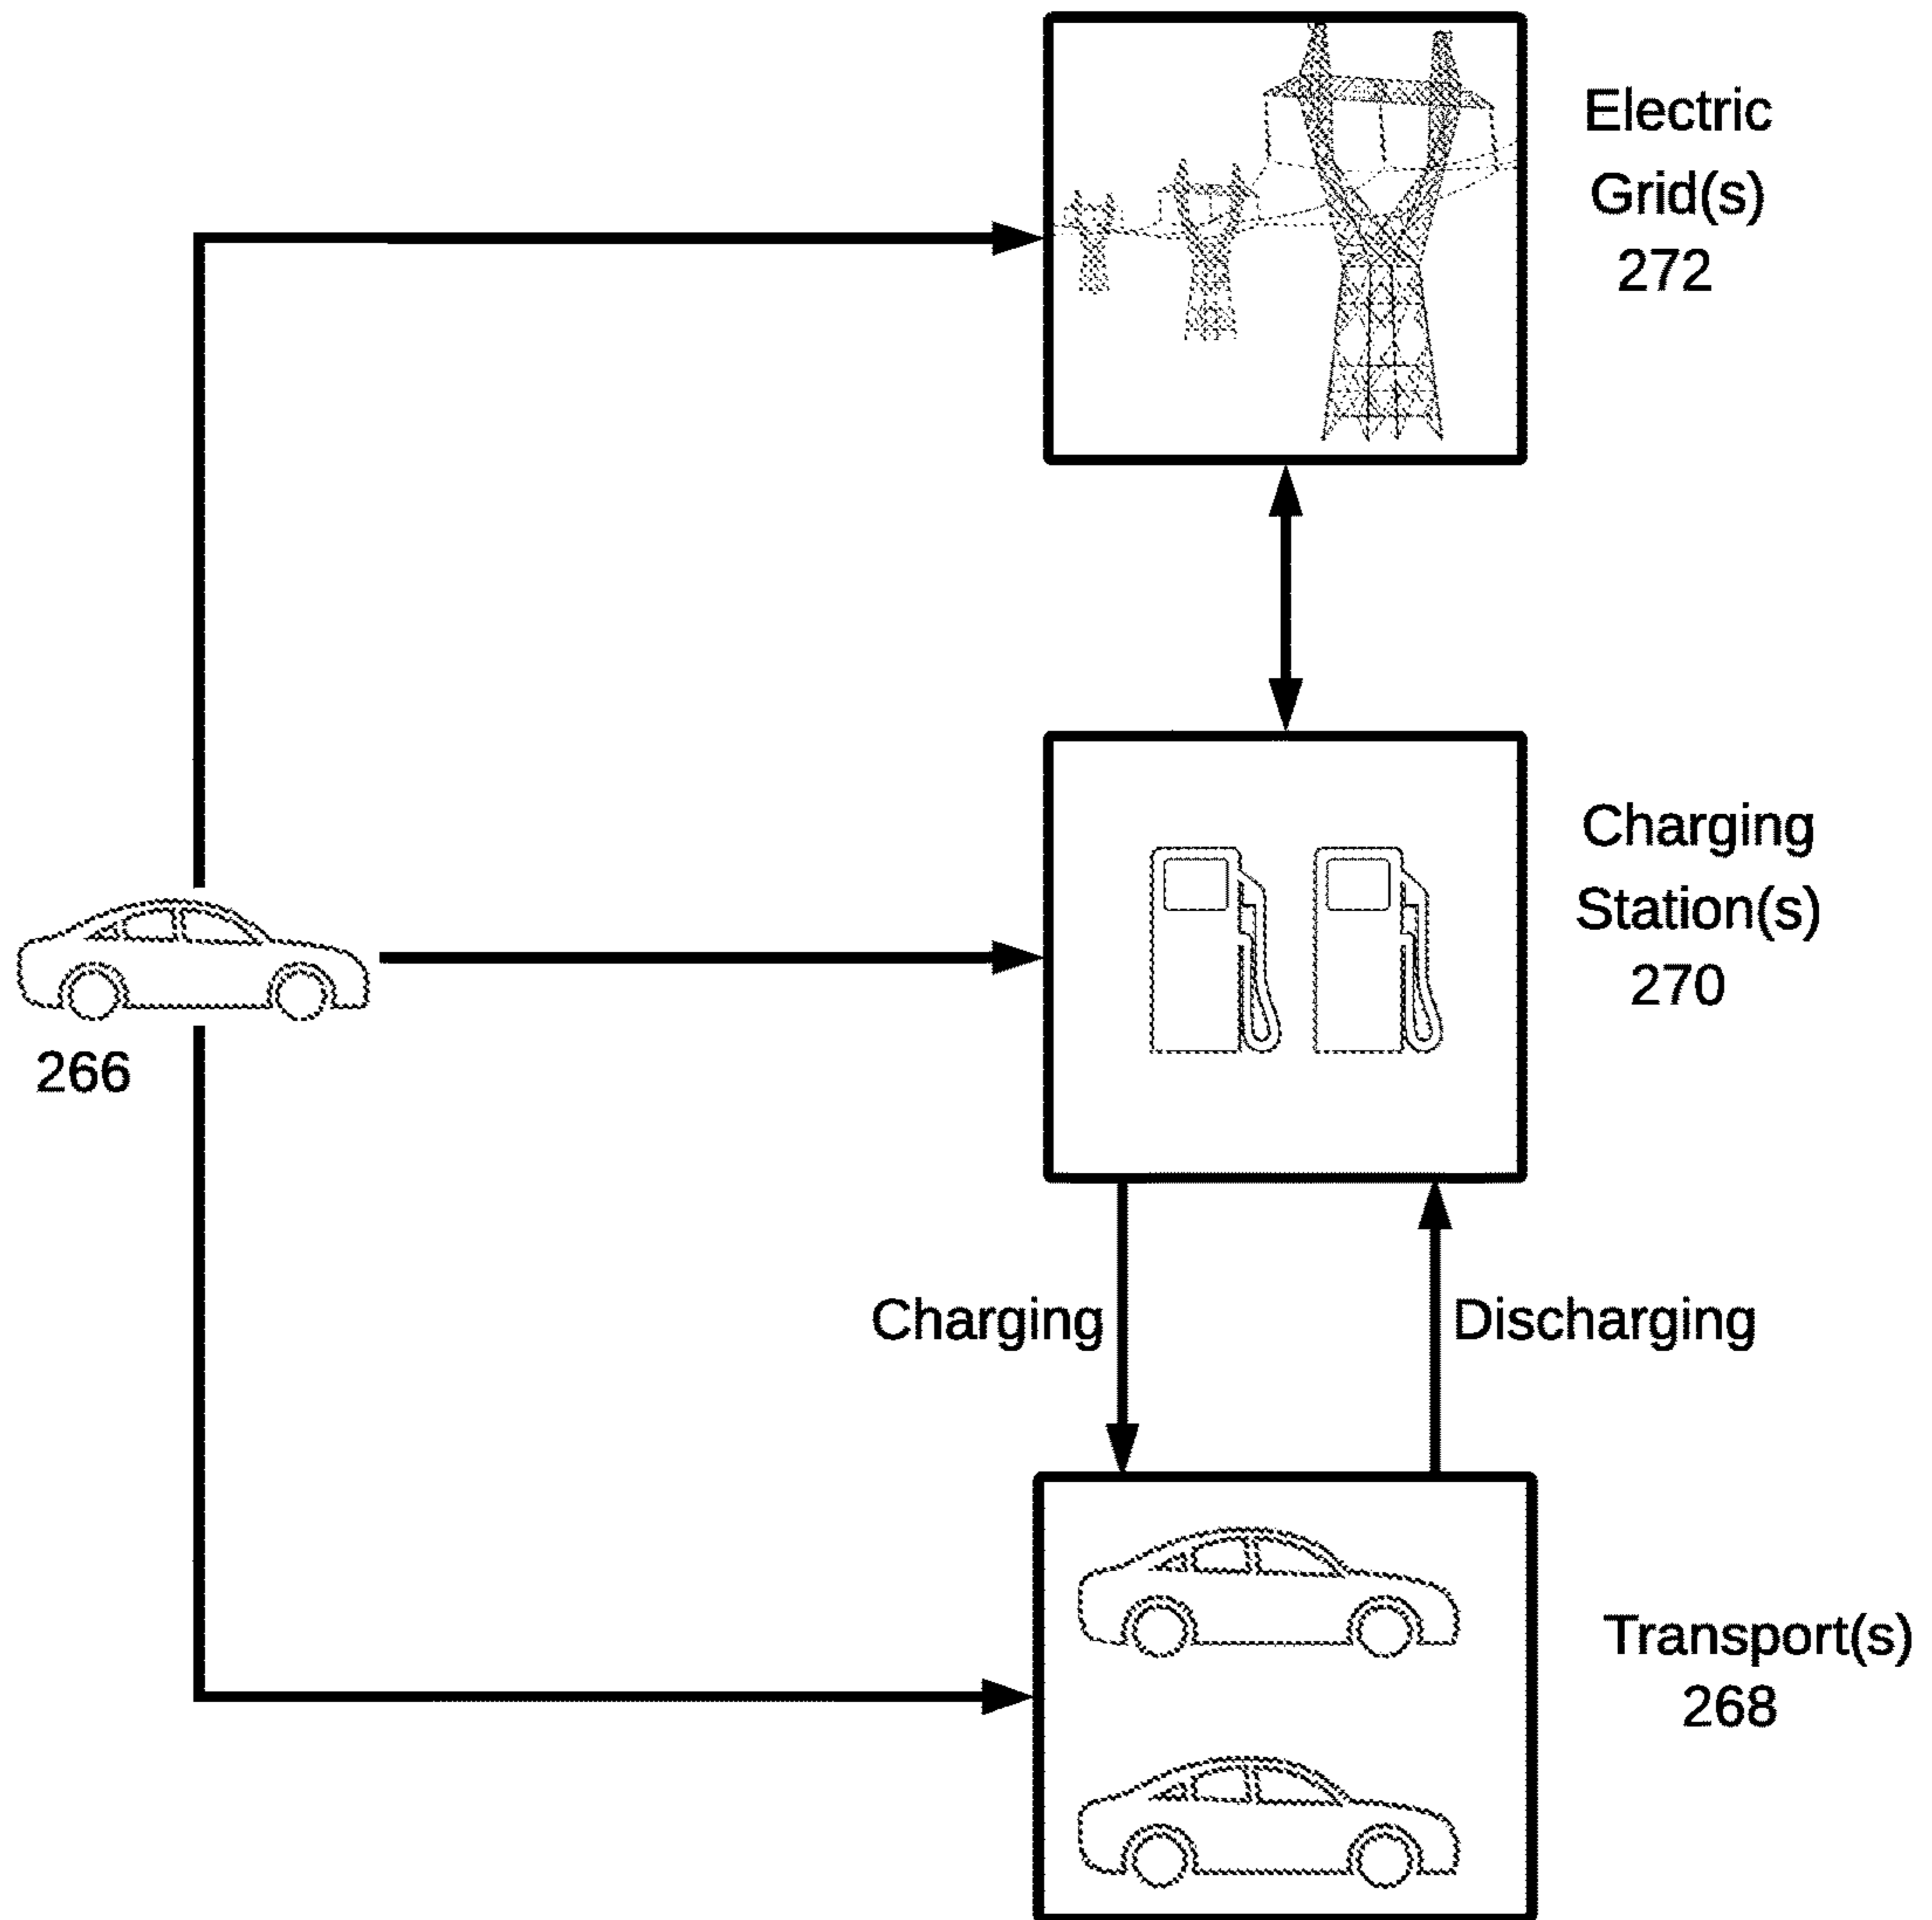 Electric
Grid(s)
272
Charging
Station(s)
270
266
Charging
Discharging
Transport(s)
268